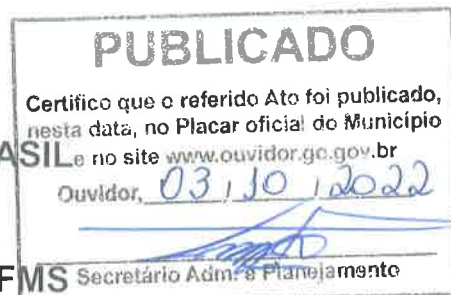 PUBLICADO
Certifico que o referido Ato foi publicado,
nesta data, no Placar oficial do Município
ASIL e no site www.ouvidor.go.gov.br
Ouvidor, 03 / 10 / 2022
FMS Secretário Adm. e Planejamento